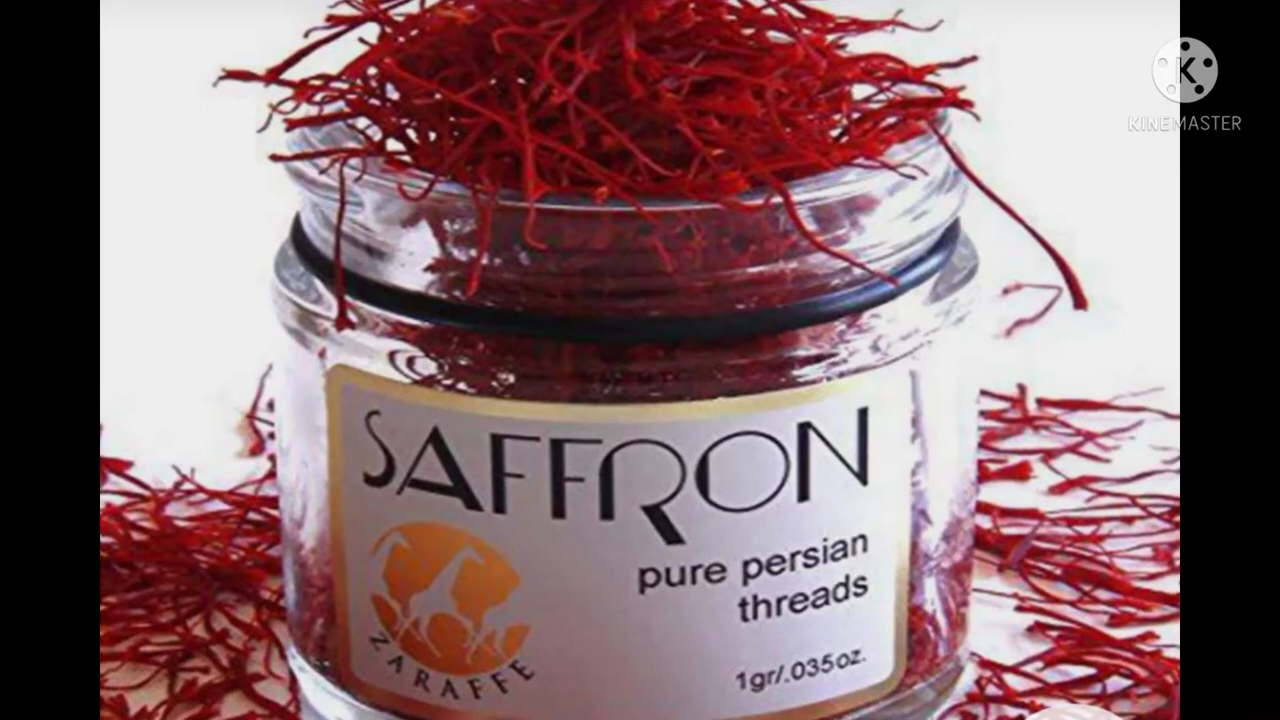 KINEMASTER
SAFFRON
pure persian
threads
ZARAFFE
1gr/.035oz.